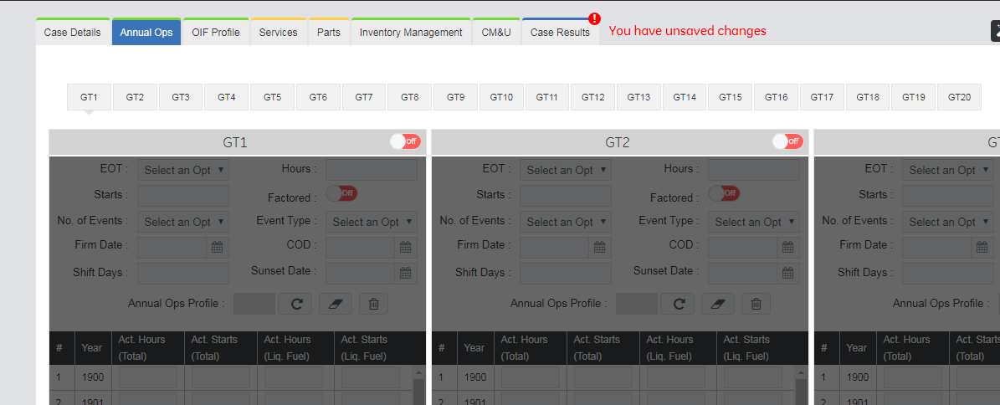 Case Details Annual Ops OIF Profile Services Parts Inventory Management CM&U Case Results ! You have unsaved changes
GT1 GT2 GT3 GT4 GT5 GT6 GT7 GT8 GT9 GT10 GT11 GT12 GT13 GT14 GT15 GT16 GT17 GT18 GT19 GT20
GT1 Off
EOT : Select an Opt Hours :
Starts : Factored : Off
No. of Events : Select an Opt Event Type : Select an Opt
Firm Date : COD :
Shift Days : Sunset Date :
Annual Ops Profile :
# Year Act. Hours (Total) Act. Starts (Total) Act. Hours (Liq. Fuel) Act. Starts (Liq. Fuel)
1 1900
2 1901
GT2 Off
EOT : Select an Opt Hours :
Starts : Factored : Off
No. of Events : Select an Opt Event Type : Select an Opt
Firm Date : COD :
Shift Days : Sunset Date :
Annual Ops Profile :
# Year Act. Hours (Total) Act. Starts (Total) Act. Hours (Liq. Fuel) Act. Starts (Liq. Fuel)
1 1900
2 1901
EOT : Select an Opt
Starts :
No. of Events : Select an Opt
Firm Date :
Shift Days :
Annual Ops Profile :
# Year Act. Hours (Total) Act. Starts (Total)
1 1900
2 1901